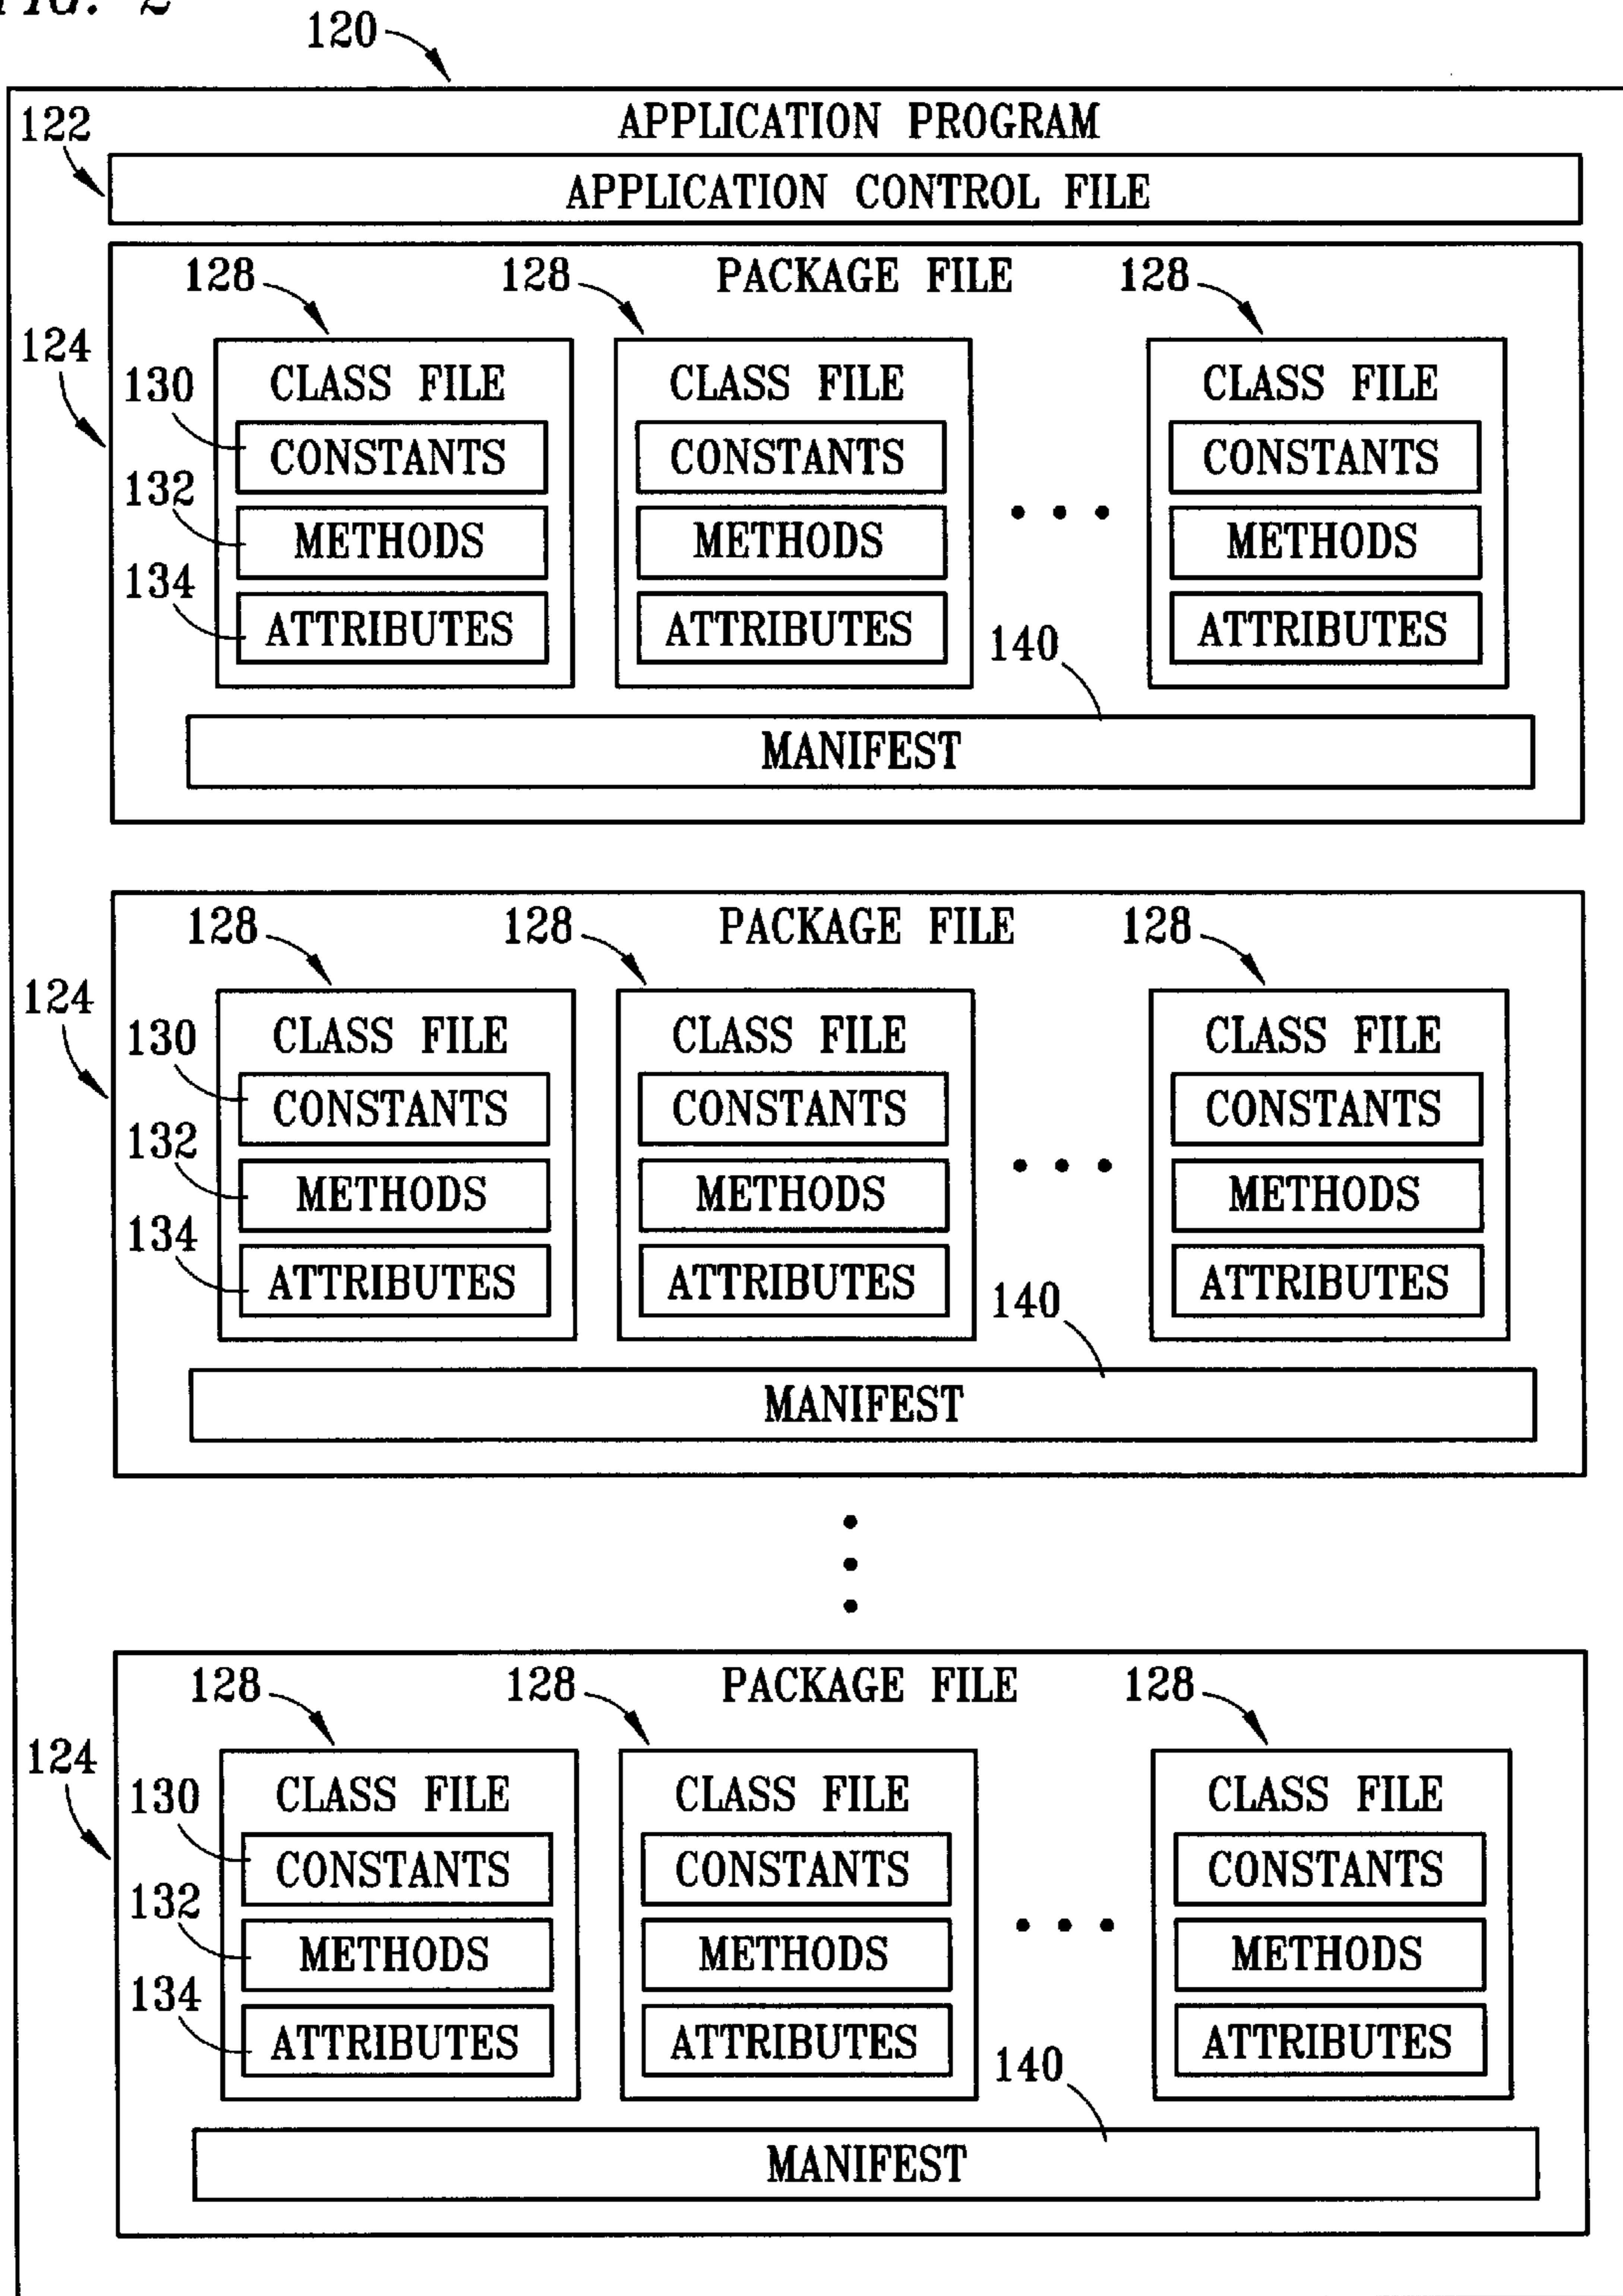 FIG. 2
120
APPLICATION PROGRAM
122
APPLICATION CONTROL FILE
128 128 PACKAGE FILE 128
124
CLASS FILE CLASS FILE CLASS FILE
130
CONSTANTS CONSTANTS CONSTANTS
132
METHODS METHODS METHODS
134
ATTRIBUTES ATTRIBUTES ATTRIBUTES
140
MANIFEST
128 128 PACKAGE FILE 128
124
CLASS FILE CLASS FILE CLASS FILE
130
CONSTANTS CONSTANTS CONSTANTS
132
METHODS METHODS METHODS
134
ATTRIBUTES ATTRIBUTES ATTRIBUTES
140
MANIFEST
128 128 PACKAGE FILE 128
124
CLASS FILE CLASS FILE CLASS FILE
130
CONSTANTS CONSTANTS CONSTANTS
132
METHODS METHODS METHODS
134
ATTRIBUTES ATTRIBUTES ATTRIBUTES
140
MANIFEST